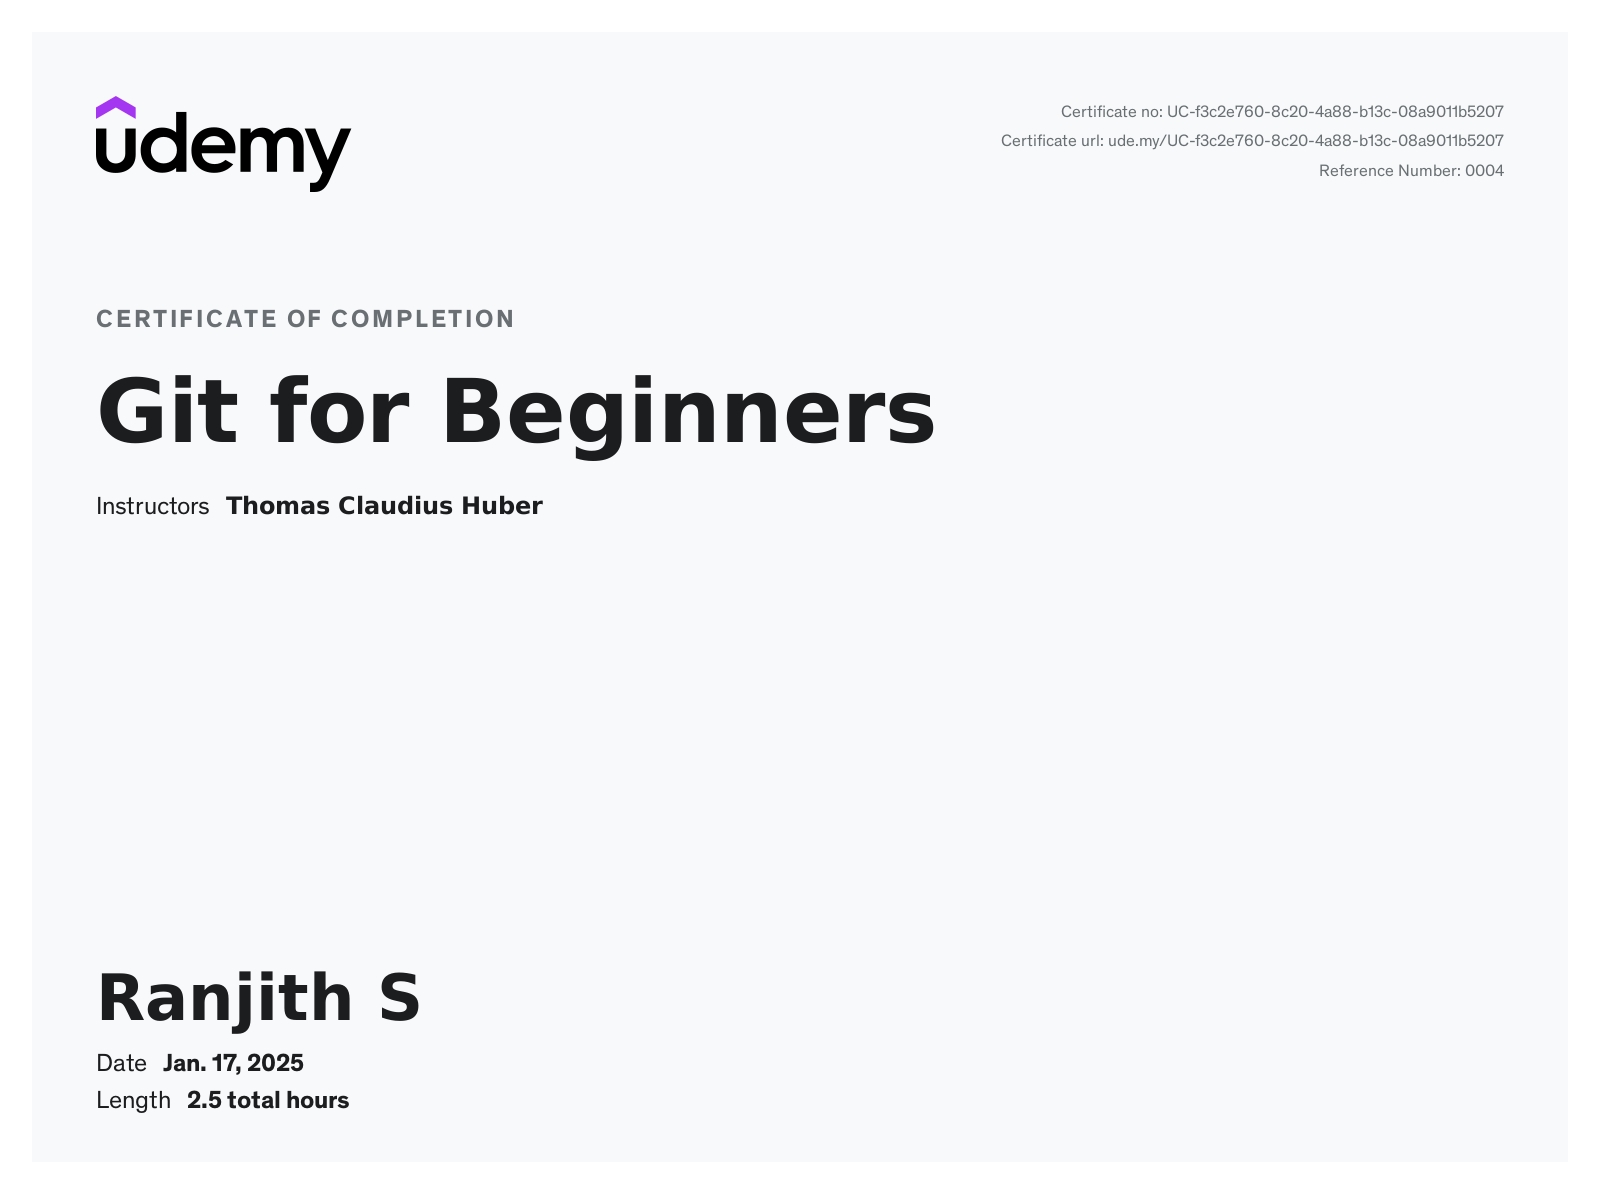 udemy
Certificate no: UC-f3c2e760-8c20-4a88-b13c-08a9011b5207
Certificate url: ude.my/UC-f3c2e760-8c20-4a88-b13c-08a9011b5207
Reference Number: 0004
CERTIFICATE OF COMPLETION
Git for Beginners
Instructors Thomas Claudius Huber
Ranjith S
Date Jan. 17, 2025
Length 2.5 total hours